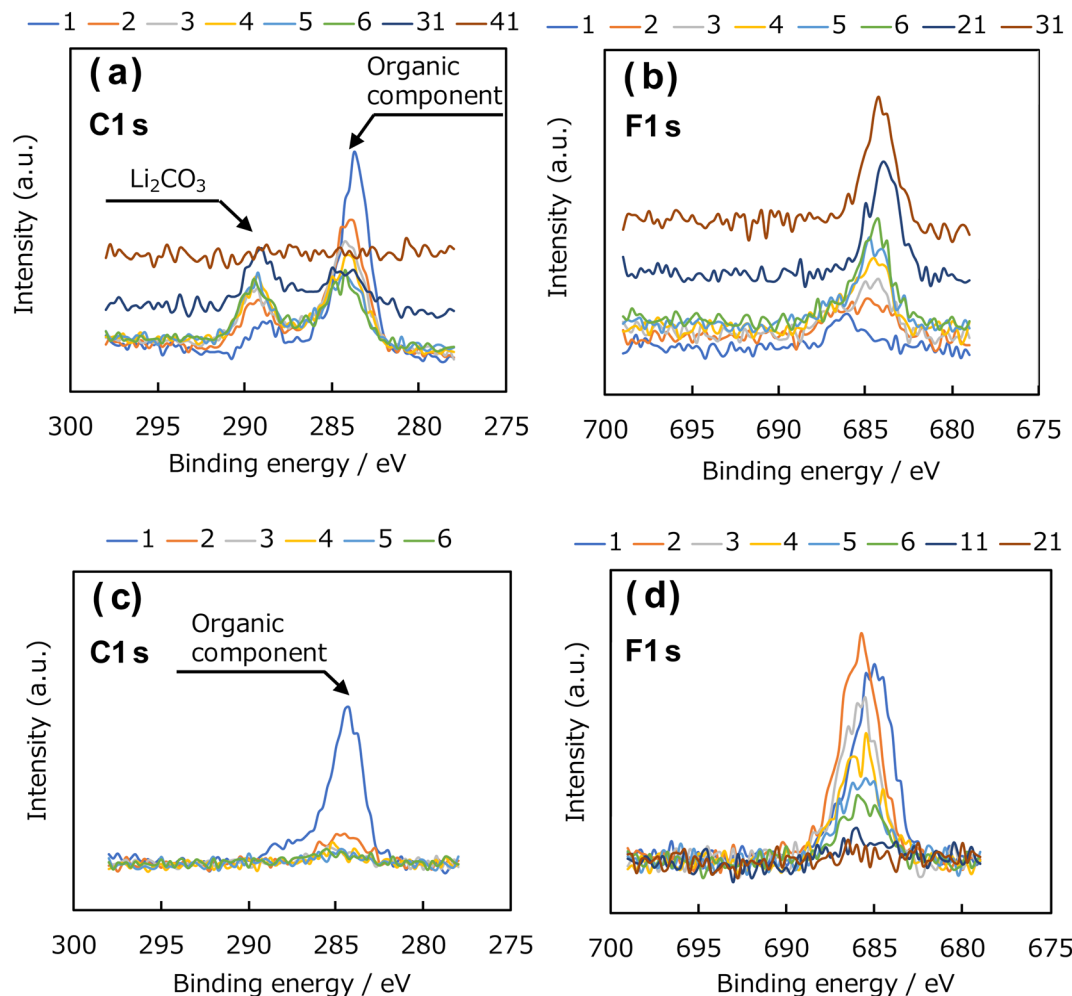 1 2 3 4 5 6 31 41
(a)
C1s
Organic
component
Li₂CO₃
Intensity (a.u.)
300 295 290 285 280 275
Binding energy / eV
1 2 3 4 5 6 21 31
(b)
F1s
Intensity (a.u.)
700 695 690 685 680 675
Binding energy / eV
1 2 3 4 5 6
(c)
C1s
Organic
component
Intensity (a.u.)
300 295 290 285 280 275
Binding energy / eV
1 2 3 4 5 6 11 21
(d)
F1s
Intensity (a.u.)
700 695 690 685 680 675
Binding energy / eV